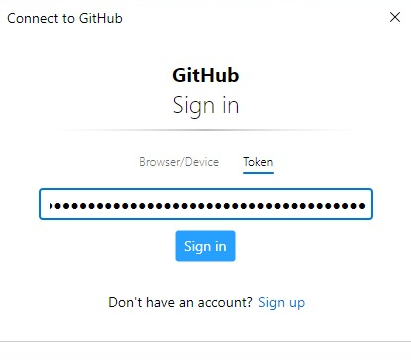 Connect to GitHub
GitHub
Sign in
Browser/Device Token
Sign in
Don't have an account? Sign up